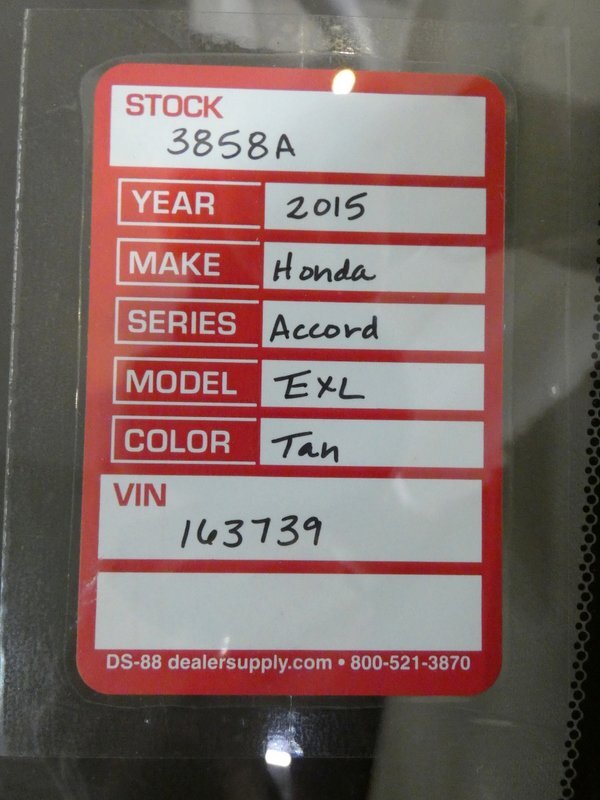 STOCK
3858A
YEAR 2015
MAKE Honda
SERIES Accord
MODEL EXL
COLOR Tan
VIN
163739
DS-88 dealersupply.com • 800-521-3870